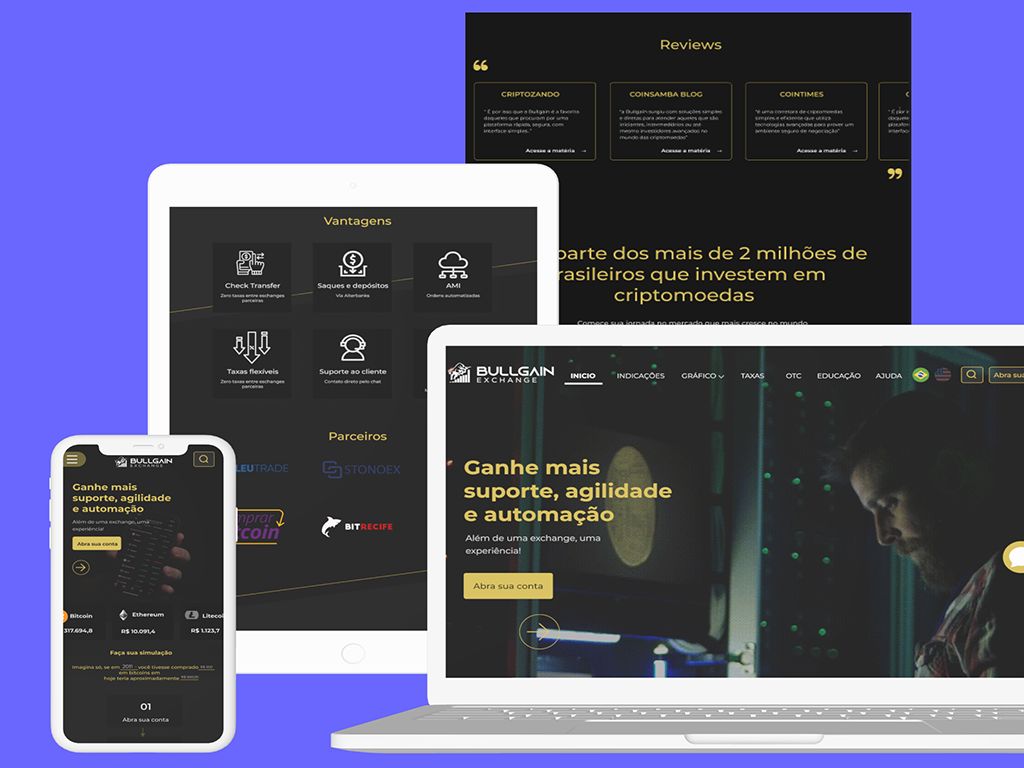 Reviews
“
CRIPTOZANDO
" É por isso que a Bullgain é a favorita
daqueles que procuram por uma
plataforma rápida, segura, com
interface simples."
Acesse a matéria →
COINSAMBA BLOG
"a Bullgain surgiu com soluções simples
e diretas para atender aqueles que são
iniciantes, intermediários ou até
mesmo investidores avançados no
mundo das criptomoedas"
Acesse a matéria →
COINTIMES
"é uma corretora de criptomoedas
simples e eficiente que utiliza
tecnologias avançadas para prover um
ambiente seguro de negociação"
Acesse a matéria →
”
parte dos mais de 2 milhões de
rasileiros que investem em
criptomoedas
Comece sua jornada no mercado que mais cresce no mundo
Vantagens
Check Transfer
Zero taxas entre exchanges
parceiras
Saques e depósitos
Via Alterbanks
AMI
Ordens automatizadas
Taxas flexíveis
Zero taxas entre exchanges
parceiras
Suporte ao cliente
Contato direto pelo chat
Parceiros
LEUTRADE
STONOEX
mprar
tcoin
BITRECIFE
BULLGAIN
EXCHANGE
INICIO
INDICAÇÕES
GRÁFICO
TAXAS
OTC
EDUCAÇÃO
AJUDA
Abra sua
Ganhe mais
suporte, agilidade
e automação
Além de uma exchange, uma
experiência!
Abra sua conta
BULLGAIN
EXCHANGE
Ganhe mais
suporte, agilidade
e automação
Além de uma exchange, uma
experiência!
Abra sua conta
Bitcoin
317.694,8
Ethereum
R$ 10.091,4
Litecoi
R$ 1.123,7
Faça sua simulação
Imagina só, se em 2011 - você tivesse comprado
em bitcoins em
hoje teria aproximadamente
01
Abra sua conta